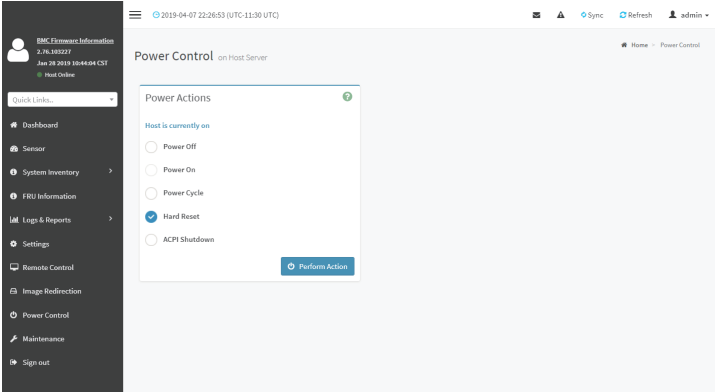 2019-04-07 22:26:53 (UTC-11:30 UTC)
Sync
Refresh
admin
BMC Firmware Information
2.76.103227
Jan 28 2019 10:44:04 CST
Host Online
Quick Links..
Dashboard
Sensor
System Inventory
FRU Information
Logs & Reports
Settings
Remote Control
Image Redirection
Power Control
Maintenance
Sign out
Power Control on Host Server
Home > Power Control
Power Actions
Host is currently on
Power Off
Power On
Power Cycle
Hard Reset
ACPI Shutdown
Perform Action